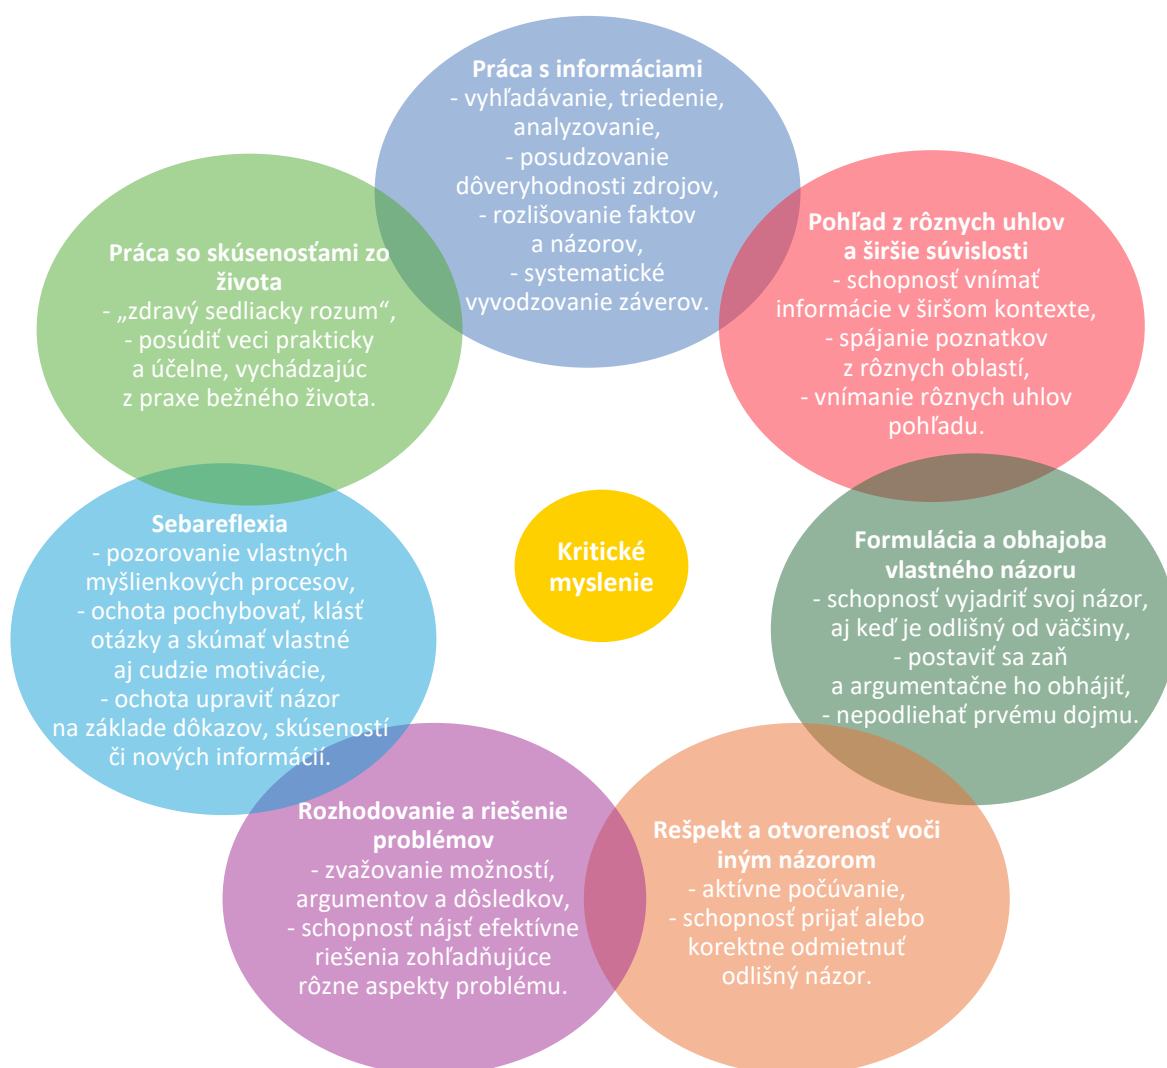 Práca s informáciami
- vyhľadávanie, triedenie,
analyzovanie,
- posudzovanie
dôveryhodnosti zdrojov,
- rozlišovanie faktov
a názorov,
- systematické
vyvodzovanie záverov.
Pohľad z rôznych uhlov
a širšie súvislosti
- schopnosť vnímať
informácie v širšom kontexte,
- spájanie poznatkov
z rôznych oblastí,
- vnímanie rôznych uhlov
pohľadu.
Formulácia a obhajoba
vlastného názoru
- schopnosť vyjadriť svoj názor,
aj keď je odlišný od väčšiny,
- postaviť sa zaň
a argumentačne ho obhájiť,
- nepodliehať prvému dojmu.
Rešpekt a otvorenosť voči
iným názorom
- aktívne počúvanie,
- schopnosť prijať alebo
korektne odmietnuť
odlišný názor.
Rozhodovanie a riešenie
problémov
- zvažovanie možností,
argumentov a dôsledkov,
- schopnosť nájsť efektívne
riešenia zohľadňujúce
rôzne aspekty problému.
Sebareflexia
- pozorovanie vlastných
myšlienkových procesov,
- ochota pochybovať, klásť
otázky a skúmať vlastné
aj cudzie motivácie,
- ochota upraviť názor
na základe dôkazov, skúseností
či nových informácií.
Práca so skúsenosťami zo
života
- „zdravý sedliacky rozum“,
- posúdiť veci prakticky
a účelne, vychádzajúc
z praxe bežného života.
Kritické
myslenie